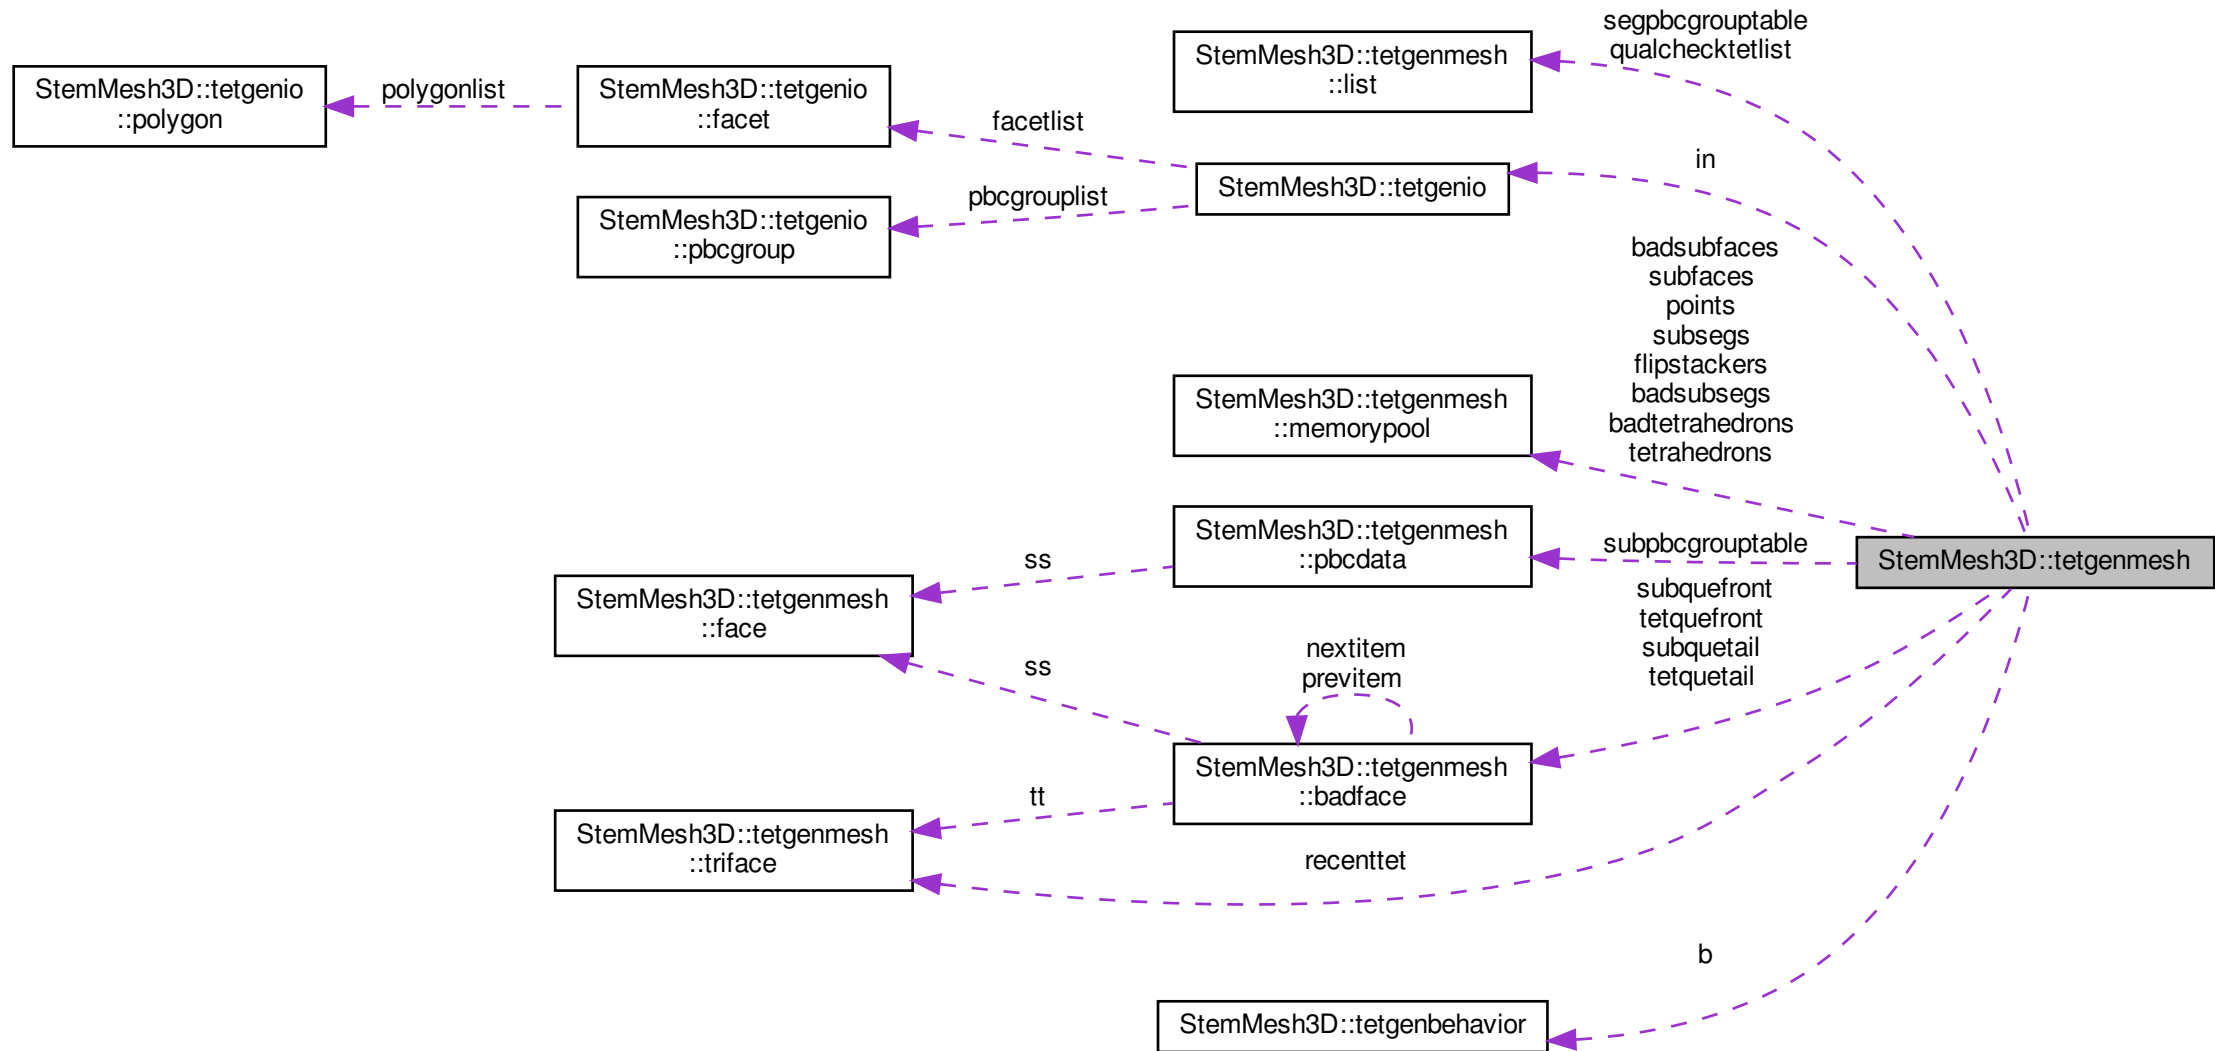 segpbcgrouptable
qualchecktetlist
StemMesh3D::tetgenmesh
::list
StemMesh3D::tetgenio
::polygon
polygonlist
StemMesh3D::tetgenio
::facet
facetlist
in
StemMesh3D::tetgenio
pbcgrouplist
StemMesh3D::tetgenio
::pbcgroup
badsubfaces
subfaces
points
subsegs
flipstackers
badsubsegs
badtetrahedrons
tetrahedrons
StemMesh3D::tetgenmesh
::memorypool
StemMesh3D::tetgenmesh
::pbcdata
subpbcgrouptable
StemMesh3D::tetgenmesh
ss
StemMesh3D::tetgenmesh
::face
subquefront
tetquefront
subquetail
tetquetail
ss
nextitem
previtem
StemMesh3D::tetgenmesh
::badface
tt
StemMesh3D::tetgenmesh
::triface
recenttet
b
StemMesh3D::tetgenbehavior